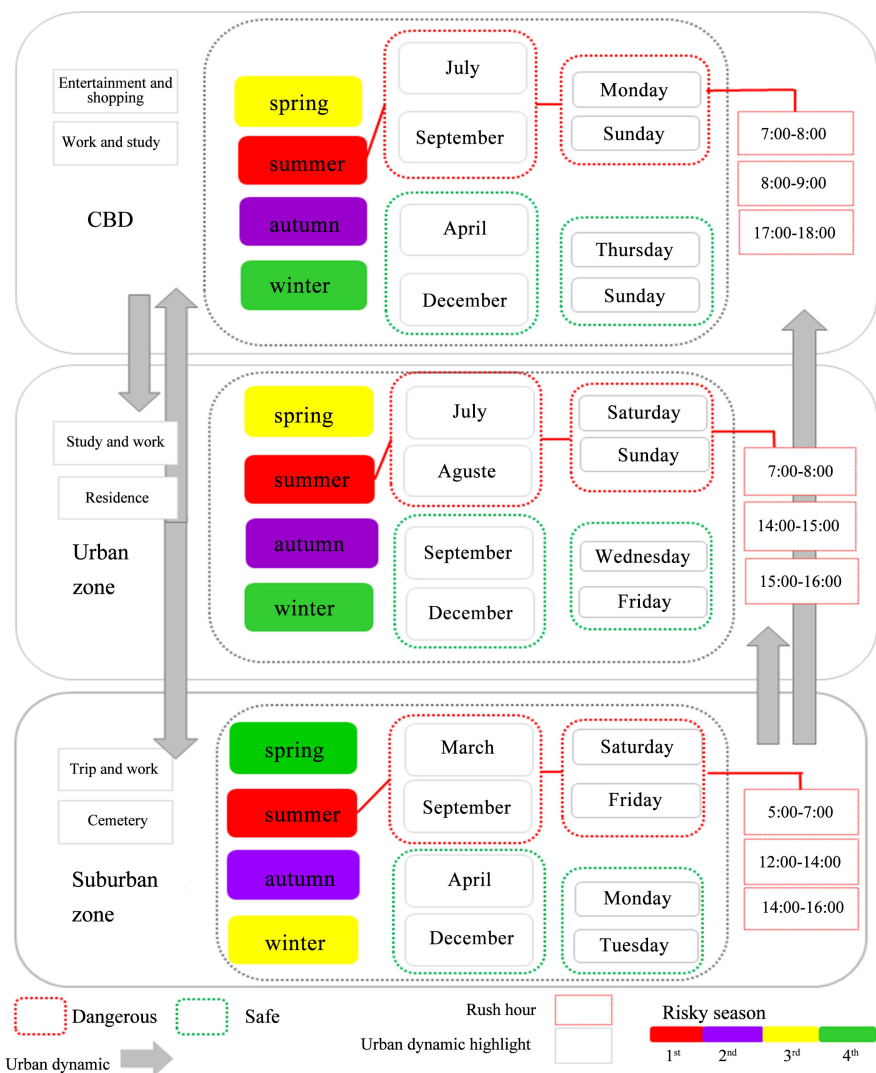 Entertainment and
shopping
Work and study
CBD
spring
summer
autumn
winter
July
September
April
December
Monday
Sunday
Thursday
Sunday
7:00-8:00
8:00-9:00
17:00-18:00
Study and work
Residence
Urban
zone
spring
summer
autumn
winter
July
Aguste
September
December
Saturday
Sunday
Wednesday
Friday
7:00-8:00
14:00-15:00
15:00-16:00
Trip and work
Cemetery
Suburban
zone
spring
summer
autumn
winter
March
September
April
December
Saturday
Friday
Monday
Tuesday
5:00-7:00
12:00-14:00
14:00-16:00
Dangerous
Safe
Urban dynamic
Rush hour
Urban dynamic highlight
Risky season
1st 2nd 3rd 4th